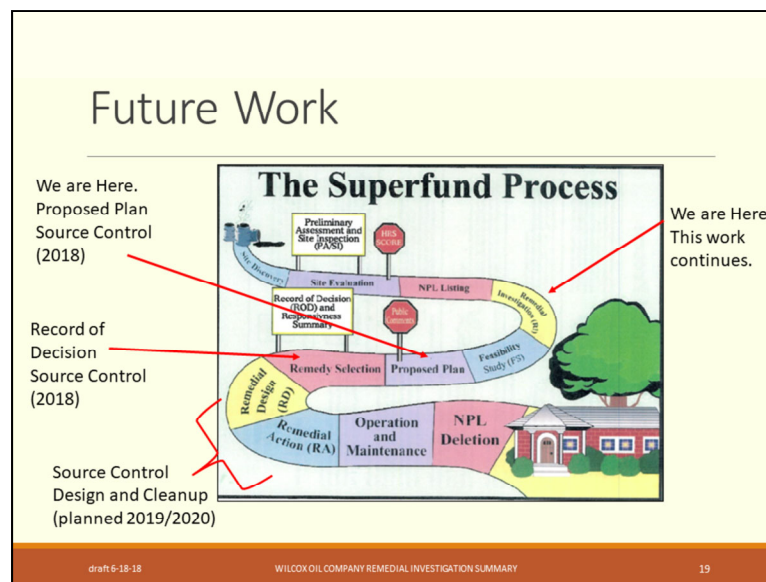 Future Work
We are Here.
Proposed Plan
Source Control
(2018)
Record of
Decision
Source Control
(2018)
Source Control
Design and Cleanup
(planned 2019/2020)
The Superfund Process
Preliminary
Assessment and
Site Inspection
(PA/SI)
HRS
SCORE
Site Discovery
Site Evaluation
NPL Listing
Remedial
Investigation (RI)
Feasibility
Study (FS)
Record of Decision
(ROD) and
Responsivness
Summary
Public
Comments
Remedy Selection
Proposed Plan
Remedial
Design (RD)
Remedial
Action (RA)
Operation
and
Maintenance
NPL
Deletion
We are Here
This work
continues.
draft 6-18-18
WILCOX OIL COMPANY REMEDIAL INVESTIGATION SUMMARY
19